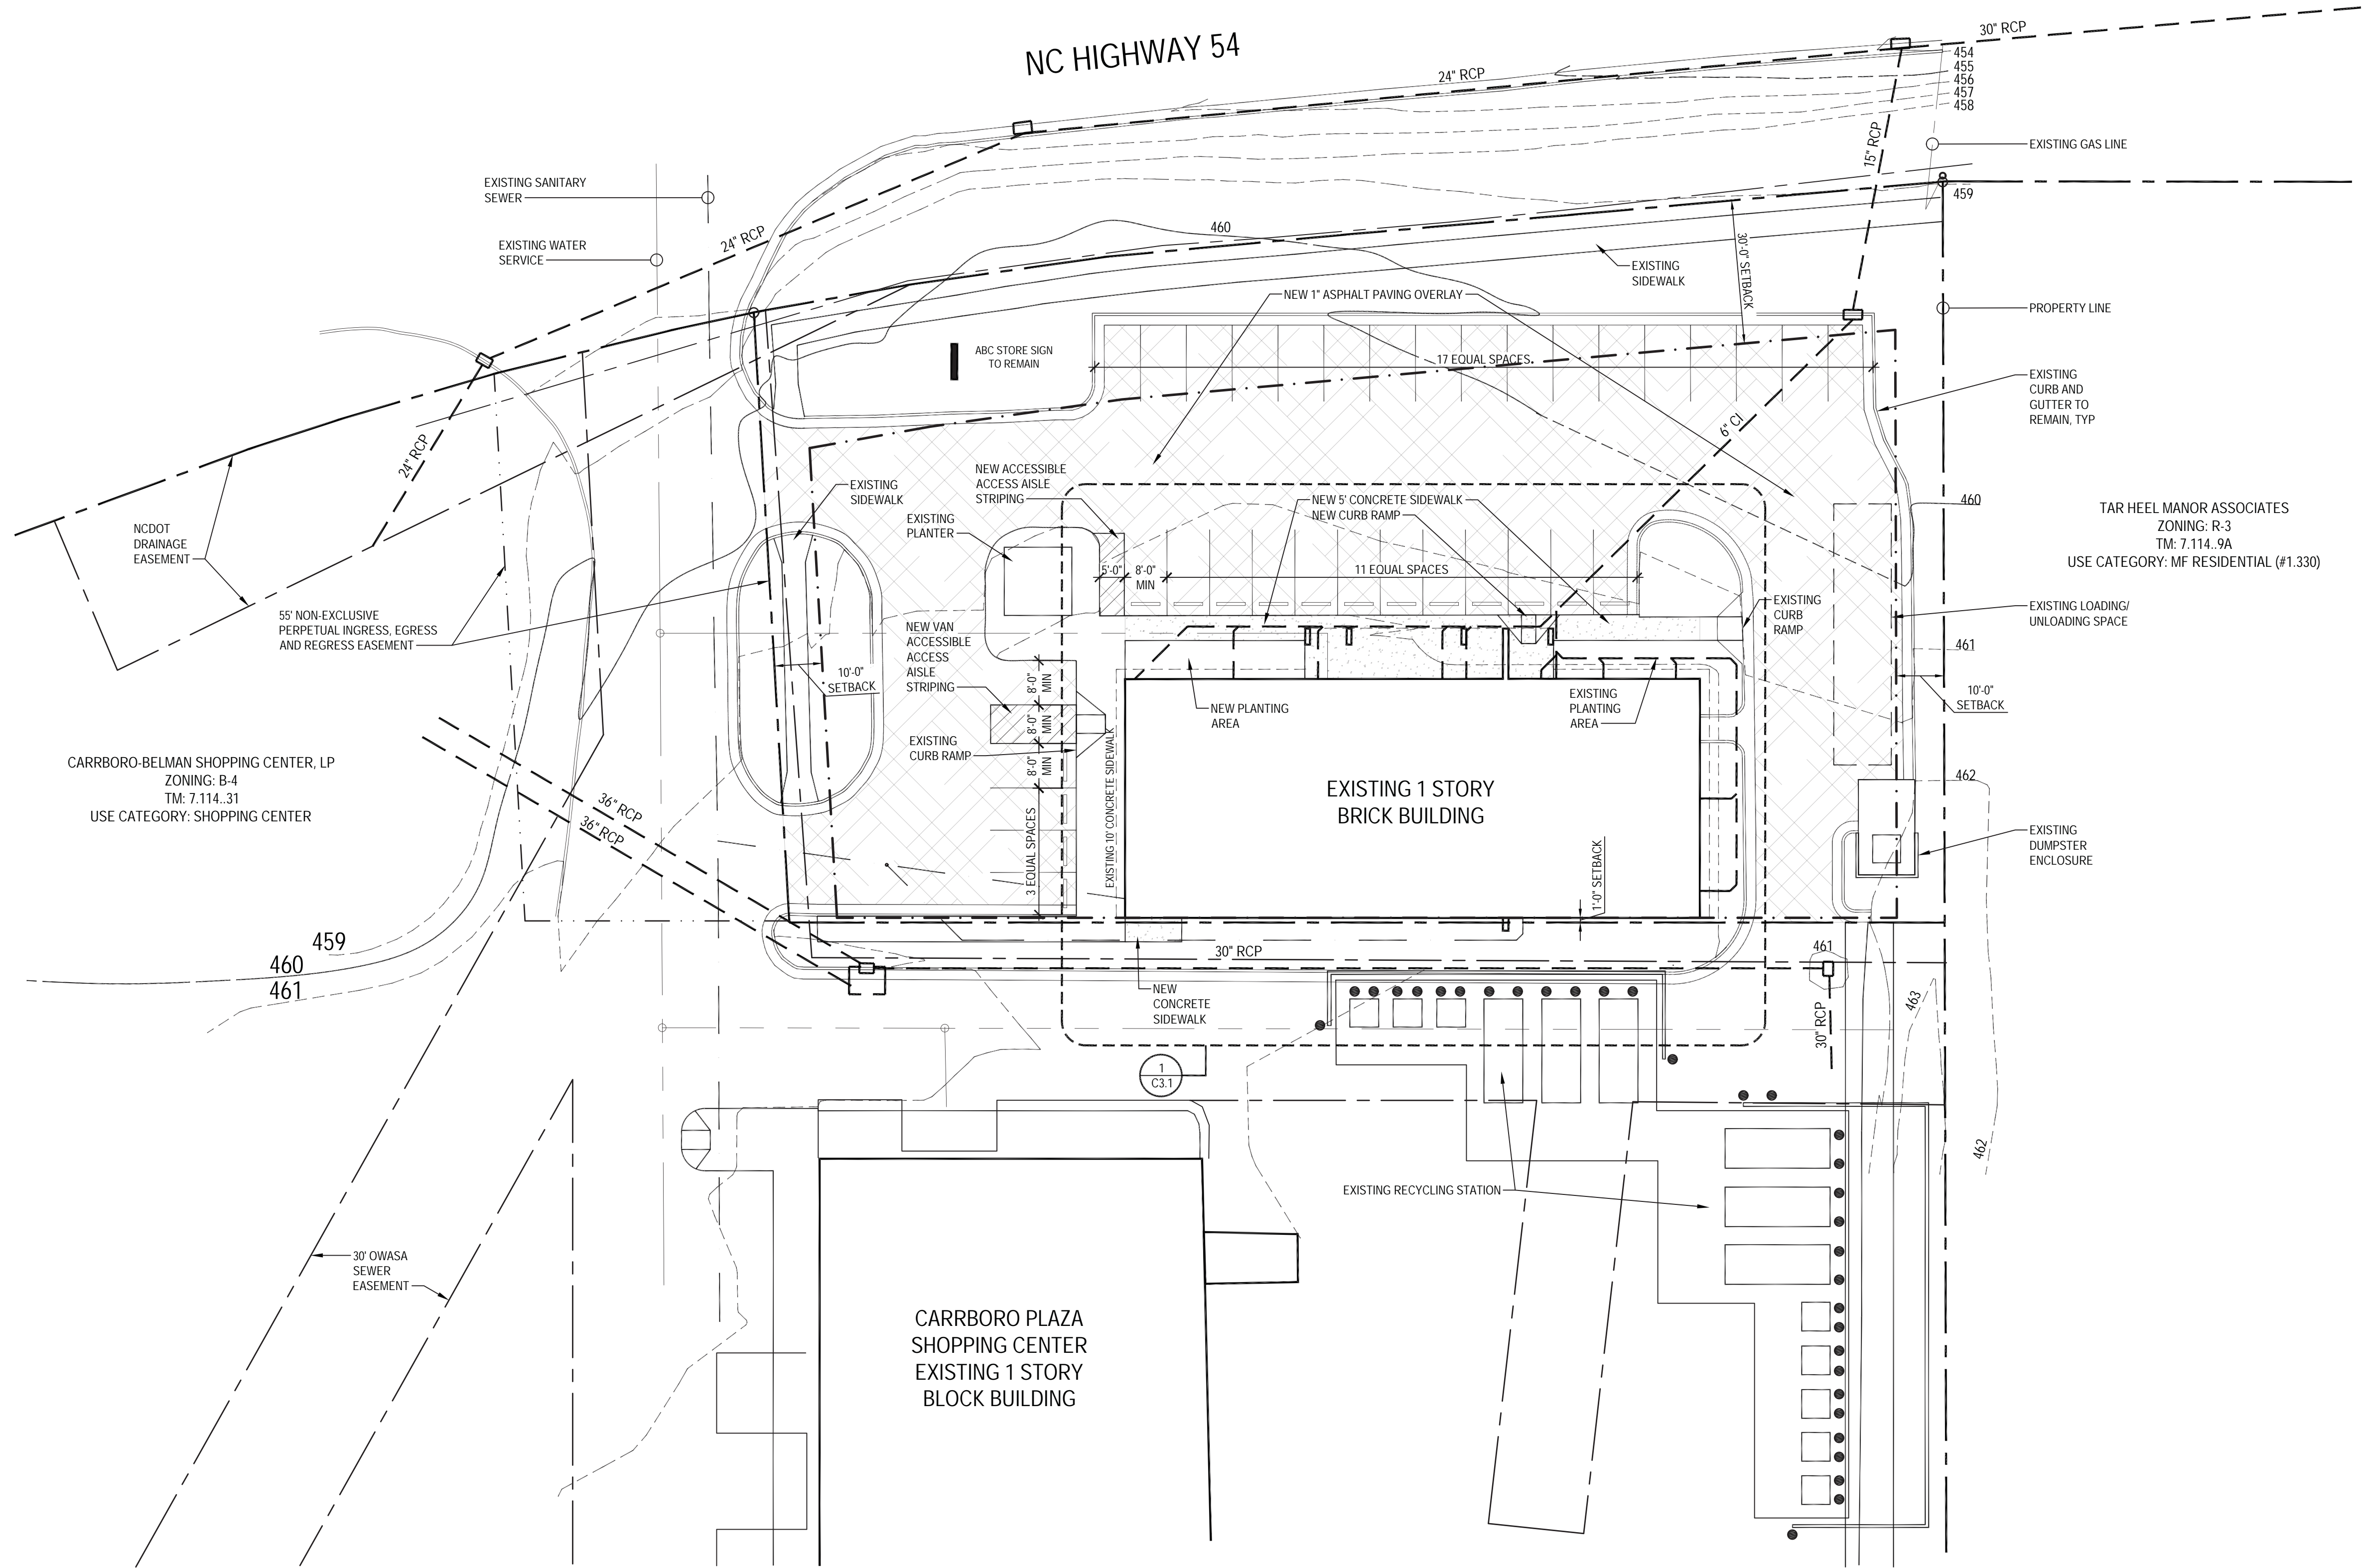 NC HIGHWAY 54
30" RCP
24" RCP
454
455
456
457
458
15" RCP
EXISTING GAS LINE
EXISTING SANITARY
SEWER
459
24" RCP
460
EXISTING WATER
SERVICE
30'-0" SETBACK
EXISTING
SIDEWALK
NEW 1" ASPHALT PAVING OVERLAY
PROPERTY LINE
ABC STORE SIGN
TO REMAIN
17 EQUAL SPACES
EXISTING
CURB AND
GUTTER TO
REMAIN, TYP
24" RCP
6" CI
NEW ACCESSIBLE
ACCESS AISLE
STRIPING
EXISTING
SIDEWALK
NEW 5' CONCRETE SIDEWALK
NEW CURB RAMP
460
TAR HEEL MANOR ASSOCIATES
ZONING: R-3
TM: 7.114..9A
USE CATEGORY: MF RESIDENTIAL (#1.330)
EXISTING
PLANTER
NCDOT
DRAINAGE
EASEMENT
5'-0"
8'-0"
MIN
11 EQUAL SPACES
55' NON-EXCLUSIVE
PERPETUAL INGRESS, EGRESS
AND REGRESS EASEMENT
EXISTING
CURB
RAMP
EXISTING LOADING/
UNLOADING SPACE
NEW VAN
ACCESSIBLE
ACCESS
AISLE
STRIPING
461
10'-0"
SETBACK
8'-0"
MIN
8'-0"
MIN
8'-0"
MIN
10'-0"
SETBACK
NEW PLANTING
AREA
EXISTING
PLANTING
AREA
EXISTING
CURB RAMP
EXISTING 10' CONCRETE SIDEWALK
CARRBORO-BELMAN SHOPPING CENTER, LP
ZONING: B-4
TM: 7.114..31
USE CATEGORY: SHOPPING CENTER
462
EXISTING 1 STORY
BRICK BUILDING
36" RCP
36" RCP
3 EQUAL SPACES
1'-0" SETBACK
EXISTING
DUMPSTER
ENCLOSURE
459
460
461
30" RCP
461
NEW
CONCRETE
SIDEWALK
463
30" RCP
1
C3.1
462
EXISTING RECYCLING STATION
30' OWASA
SEWER
EASEMENT
CARRBORO PLAZA
SHOPPING CENTER
EXISTING 1 STORY
BLOCK BUILDING